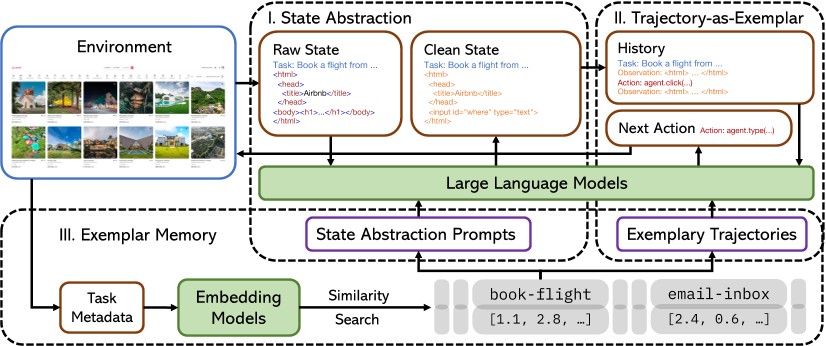 I. State Abstraction
II. Trajectory-as-Exemplar
Environment
Raw State
Task: Book a flight from ...
<html>
<head>
<title>Airbnb</title>
</head>
<body><h1>...</h1></body>
</html>
Clean State
Task: Book a flight from ...
<html>
<head>
<title>Airbnb</title>
</head>
<input id="where" type="text">
</html>
History
Task: Book a flight from ...
Observation: <html> ... </html>
Action: agent.click(...)
Observation: <html> ... </html>
Next Action Action: agent.type(...)
Large Language Models
III. Exemplar Memory
State Abstraction Prompts
Exemplary Trajectories
Task
Metadata
Embedding
Models
Similarity
Search
book-flight
[1.1, 2.8, …]
email-inbox
[2.4, 0.6, …]